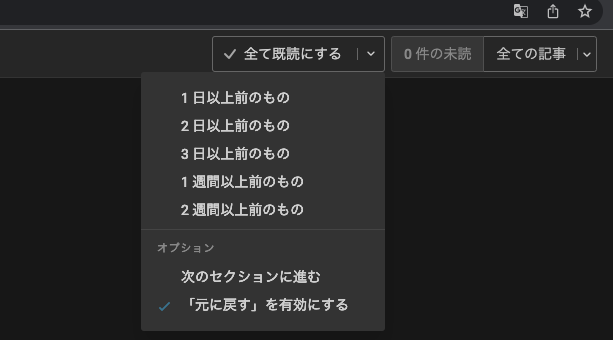 全て既読にする
0 件の未読
全ての記事
1 日以上前のもの
2 日以上前のもの
3 日以上前のもの
1 週間以上前のもの
2 週間以上前のもの
オプション
次のセクションに進む
「元に戻す」を有効にする